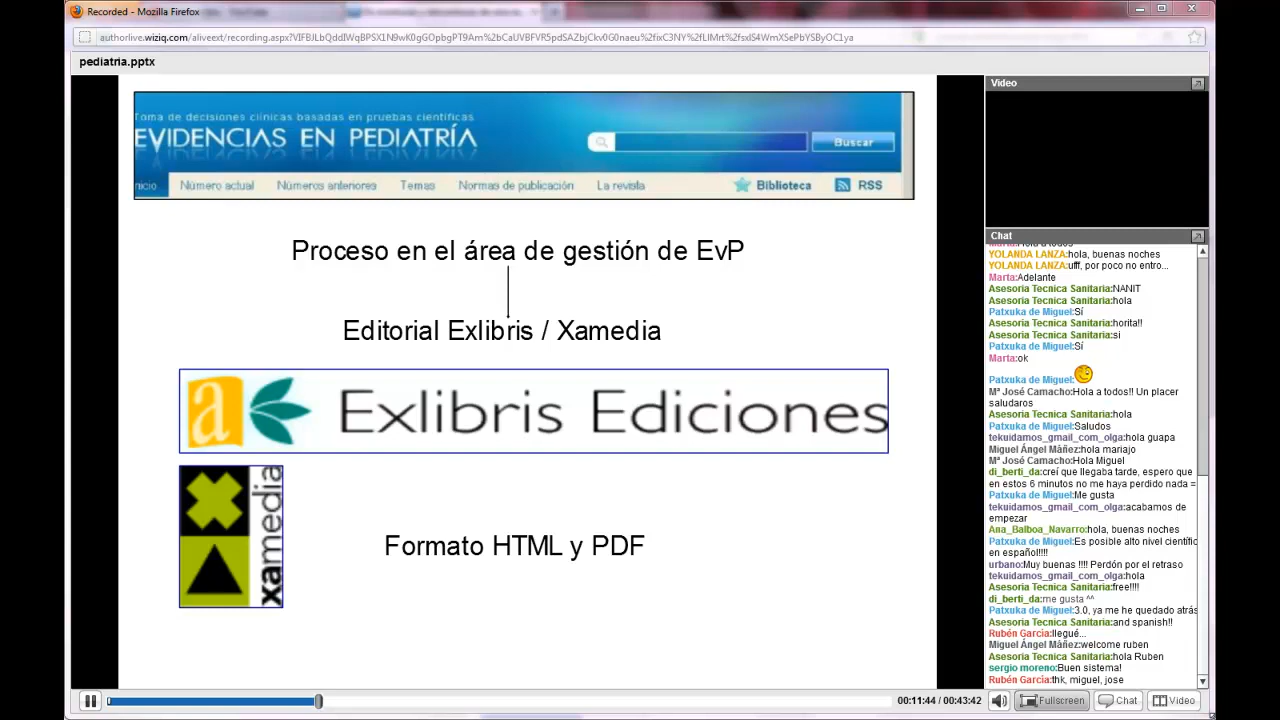 Recorded - Mozilla Firefox
pediatria.pptx
Toma de decisiones clínicas basadas en pruebas científicas
EVIDENCIAS EN PEDIATRÍA
Buscar
nicio Número actual Números anteriores Temas Normas de publicación La revista Biblioteca RSS
Proceso en el área de gestión de EvP
Editorial Exlibris / Xamedia
a Exlibris Ediciones
xamedia
Formato HTML y PDF
00:11:44 / 00:43:42
Fullscreen Chat Video
Video
Chat
Marta:Hola a todos
YOLANDA LANZA:hola, buenas noches
YOLANDA LANZA:ufff, por poco no entro...
Marta:Adelante
Asesoria Tecnica Sanitaria:NANIT
Asesoria Tecnica Sanitaria:hola
Patxuka de Miguel:Sí
Asesoria Tecnica Sanitaria:horita!!
Asesoria Tecnica Sanitaria:si
Patxuka de Miguel:Sí
Marta:ok
Patxuka de Miguel:
Mª José Camacho:Hola a todos!! Un placer
saludaros
Asesoria Tecnica Sanitaria:hola
Patxuka de Miguel:Saludos
tekuidamos_gmail_com_olga:hola guapa
Miguel Ángel Máñez:hola mariajo
Mª José Camacho:Hola Miguel
di_berti_da:creí que llegaba tarde, espero que
en estos 6 minutos no me haya perdido nada =
Patxuka de Miguel:Me gusta
tekuidamos_gmail_com_olga:acabamos de
empezar
Ana_Balboa_Navarro:hola, buenas noches
Patxuka de Miguel:Es posible alto nivel científic
en español!!!!
urbano:Muy buenas !!!! Perdón por el retraso
tekuidamos_gmail_com_olga:hola
Asesoria Tecnica Sanitaria:free!!!!
di_berti_da:me gusta ^^
Patxuka de Miguel:3.0, ya me he quedado atrás
Asesoria Tecnica Sanitaria:and spanish!!
Rubén Garcìa:llegué...
Miguel Ángel Máñez:welcome ruben
Asesoria Tecnica Sanitaria:hola Ruben
sergio moreno:Buen sistema!
Rubén Garcìa:thk, miguel, jose